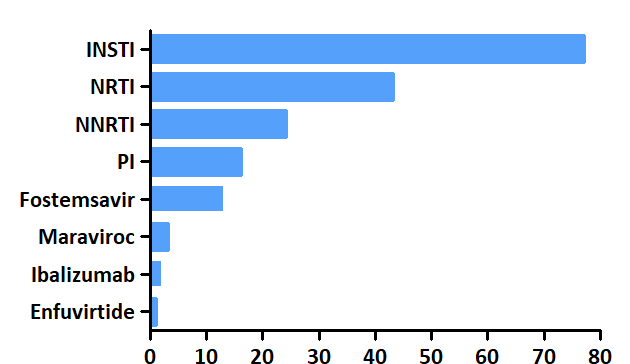 INSTI
NRTI
NNRTI
PI
Fostemsavir
Maraviroc
Ibalizumab
Enfuvirtide
0 10 20 30 40 50 60 70 80